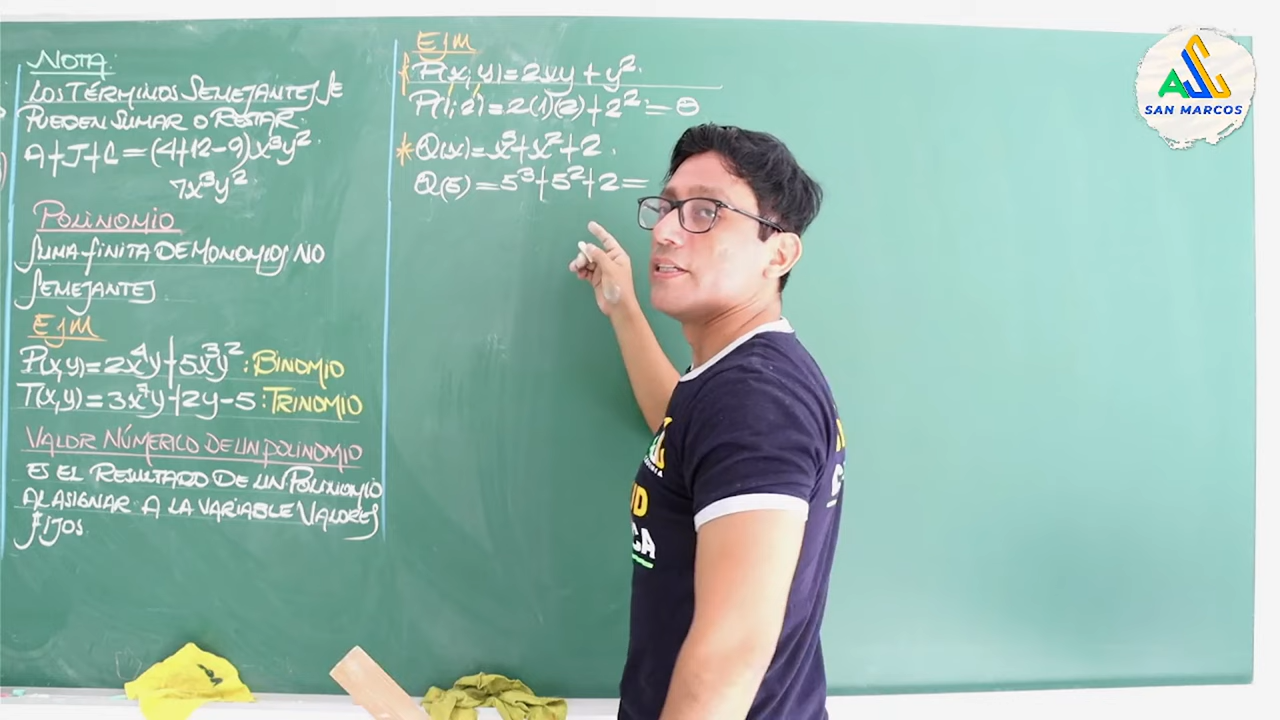 NOTA:
LOS TÉRMINOS SEMEJANTES SE
PUEDEN SUMAR O RESTAR
A+J+C=(4+12-9)x³y².
7x³y²
POLINOMIO
SUMA FINITA DE MONOMIOS NO
SEMEJANTES
EJM
P(x,y)=2x⁴y+5x³y²: BINOMIO
T(x,y)=3x⁷y+2y-5: TRINOMIO
VALOR NÚMERICO DE UN POLINOMIO
ES EL RESULTADO DE UN POLINOMIO
AL ASIGNAR A LA VARIABLE VALORES
FIJOS.
EJM
P(x;y)=2xy+y².
P(1;2)=2(1)(2)+2²=8
* Q(x)=x³+x²+2.
Q(5)=5³+5²+2=
SAN MARCOS